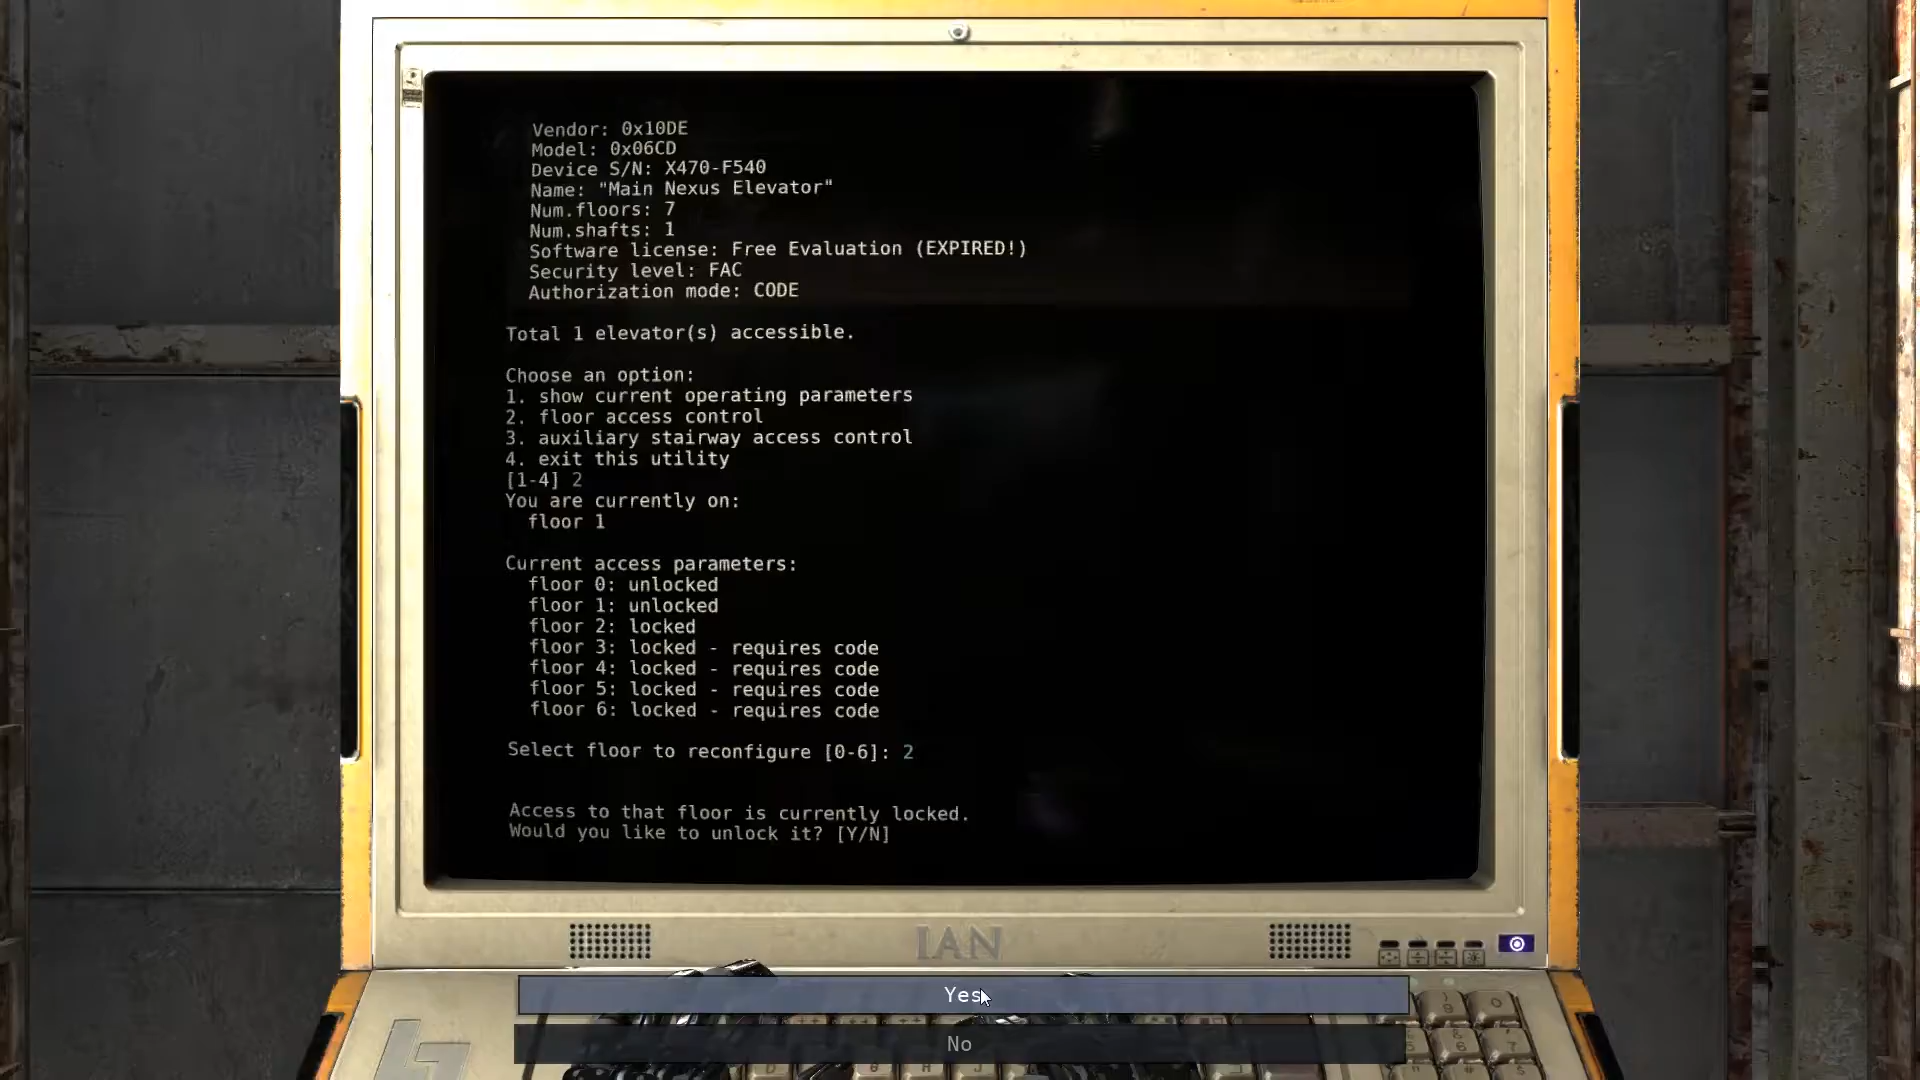 Vendor: 0x10DE
Model: 0x06CD
Device S/N: X470-F540
Name: "Main Nexus Elevator"
Num.floors: 7
Num.shafts: 1
Software license: Free Evaluation (EXPIRED!)
Security level: FAC
Authorization mode: CODE
Total 1 elevator(s) accessible.
Choose an option:
1. show current operating parameters
2. floor access control
3. auxiliary stairway access control
4. exit this utility
[1-4] 2
You are currently on:
floor 1
Current access parameters:
floor 0: unlocked
floor 1: unlocked
floor 2: locked
floor 3: locked - requires code
floor 4: locked - requires code
floor 5: locked - requires code
floor 6: locked - requires code
Select floor to reconfigure [0-6]: 2
Access to that floor is currently locked.
Would you like to unlock it? [Y/N]
IAN
Yes
No